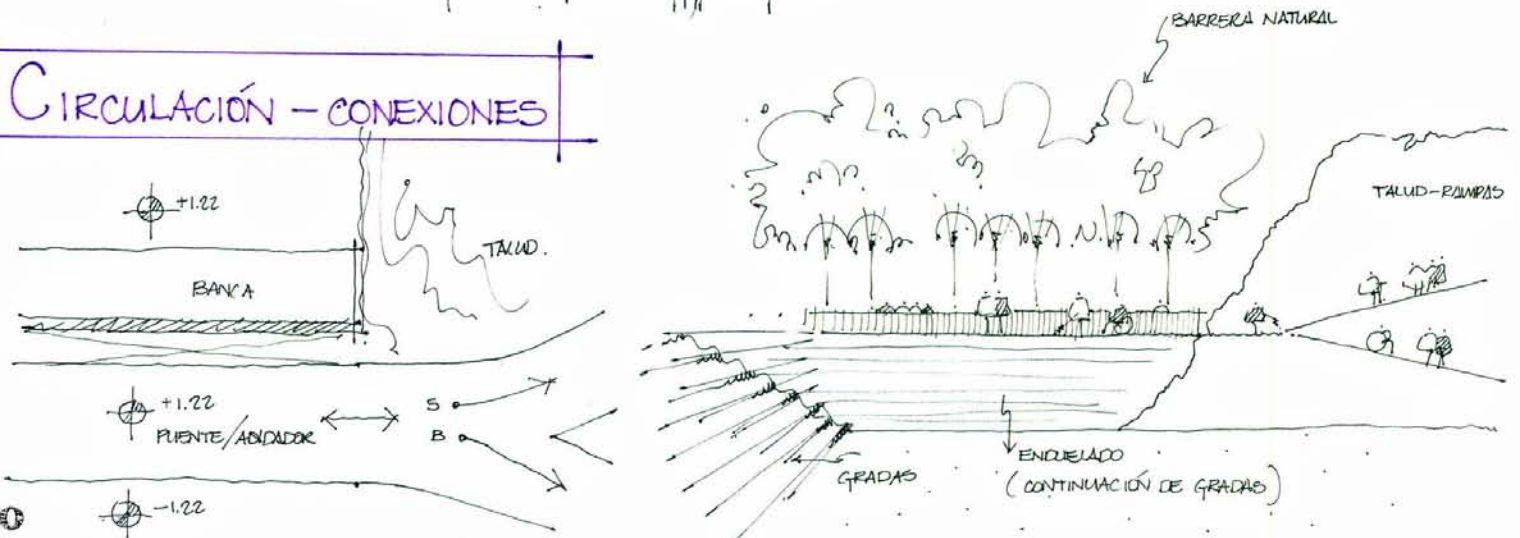 CIRCULACIÓN - CONEXIONES
+1.22
BANCA
TALUD.
+1.22
PUENTE/
S
B
-1.22
BARRERA NATURAL
TALUD-RAMPAS
GRADAS
ENDUELADO
(CONTINUACIÓN DE GRADAS)